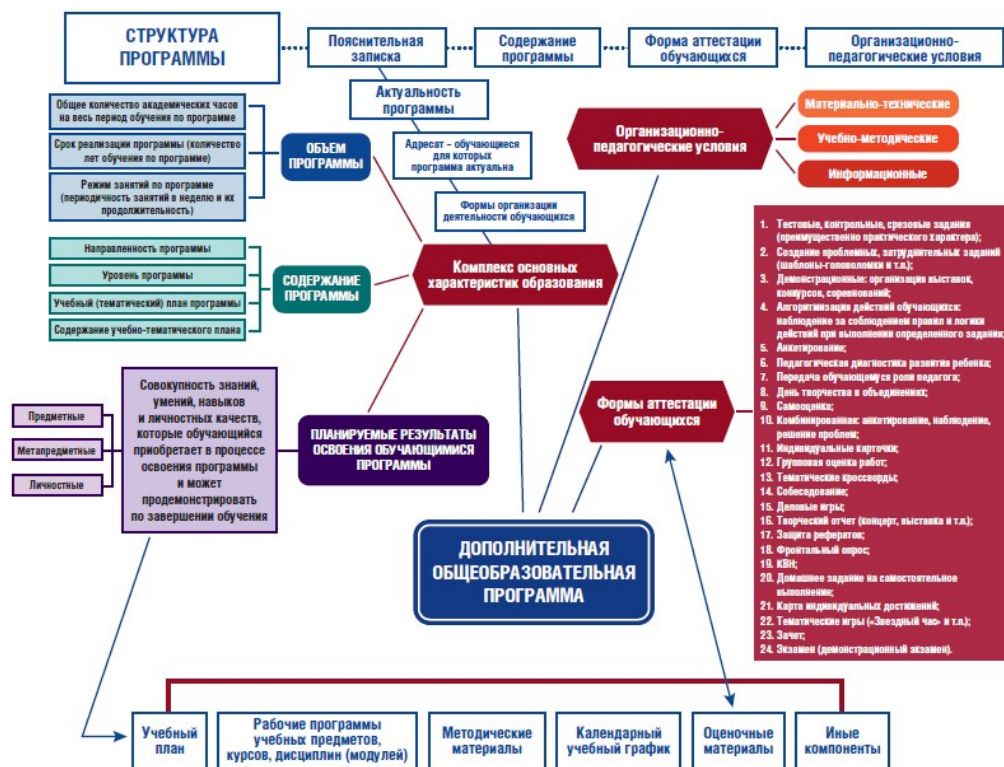 СТРУКТУРА
ПРОГРАММЫ
Пояснительная
записка
Содержание
программы
Форма аттестации
обучающихся
Организационно-
педагогические условия
Актуальность
программы
Адресат – обучающиеся
для которых
программа актуальна
Формы организации
деятельности обучающихся
Общее количество академических часов
на весь период обучения по программе
Срок реализации программы (количество
лет обучения по программе)
Режим занятий по программе
(периодичность занятий в неделю и их
продолжительность)
ОБЪЕМ
ПРОГРАММЫ
Направленность программы
Уровень программы
Учебный (тематический) план программы
Содержание учебно-тематического плана
СОДЕРЖАНИЕ
ПРОГРАММЫ
Комплекс основных
характеристик образования
Организационно-
педагогические условия
Материально-технические
Учебно-методические
Информационные
Предметные
Метапредметные
Личностные
Совокупность знаний,
умений, навыков
и личностных качеств,
которые обучающийся
приобретает в процессе
освоения программы
и может
продемонстрировать
по завершении обучения
ПЛАНИРУЕМЫЕ РЕЗУЛЬТАТЫ
ОСВОЕНИЯ ОБУЧАЮЩИМИСЯ
ПРОГРАММЫ
Формы аттестации
обучающихся
1. Тестовые, контрольные, срезовые задания
(преимущественно практического характера);
2. Создание проблемных, затруднительных заданий
(шаблоны-головоломки и т.п.);
3. Демонстрационные: организация выставок,
конкурсов, соревнований;
4. Алгоритмизация действий обучающихся:
наблюдение за соблюдением правил и логики
действий при выполнении определенного задания;
5. Анкетирование;
6. Педагогическая диагностика развития ребенка;
7. Передача обучающемуся роли педагога;
8. День творчества в объединениях;
9. Самооценка;
10. Комбинированная: анкетирование, наблюдение,
решение проблем;
11. Индивидуальные карточки;
12. Групповая оценка работ;
13. Тематические кроссворды;
14. Собеседование;
15. Деловые игры;
16. Творческий отчет (концерт, выставка и т.п.);
17. Защита рефератов;
18. Фронтальный опрос;
19. КВН;
20. Домашнее задание на самостоятельное
выполнение;
21. Карта индивидуальных достижений;
22. Тематические игры («Звездный час» и т.п.);
23. Зачет;
24. Экзамен (демонстрационный экзамен).
ДОПОЛНИТЕЛЬНАЯ
ОБЩЕОБРАЗОВАТЕЛЬНАЯ
ПРОГРАММА
Учебный
план
Рабочие программы
учебных предметов,
курсов, дисциплин (модулей)
Методические
материалы
Календарный
учебный график
Оценочные
материалы
Иные
компоненты